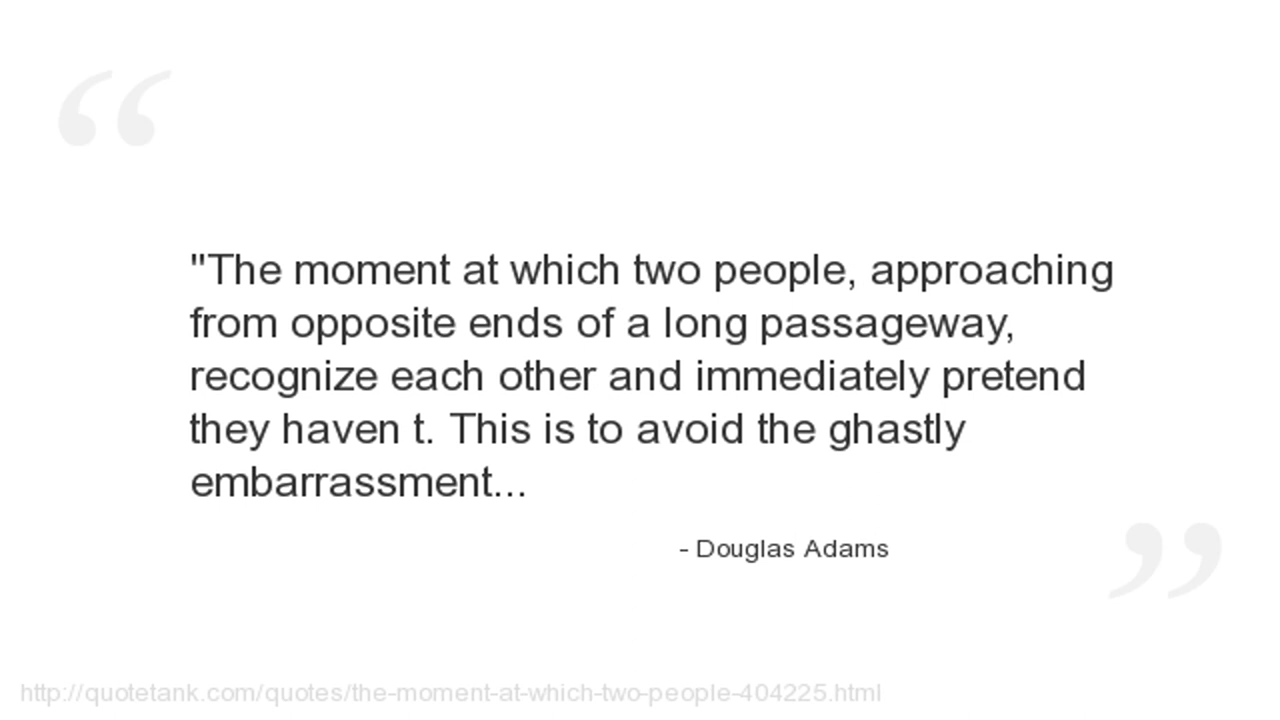 "The moment at which two people, approaching
from opposite ends of a long passageway,
recognize each other and immediately pretend
they haven t. This is to avoid the ghastly
embarrassment...
- Douglas Adams
http://quotetank.com/quotes/the-moment-at-which-two-people-404225.html